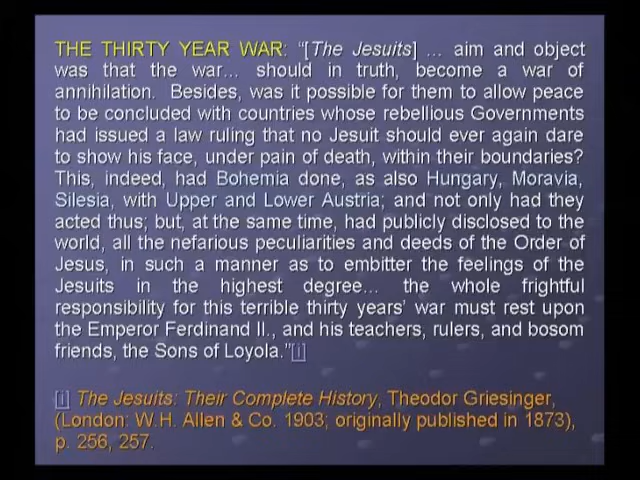 THE THIRTY YEAR WAR: “[The Jesuits] ... aim and object
was that the war... should in truth, become a war of
annihilation. Besides, was it possible for them to allow peace
to be concluded with countries whose rebellious Governments
had issued a law ruling that no Jesuit should ever again dare
to show his face, under pain of death, within their boundaries?
This, indeed, had Bohemia done, as also Hungary, Moravia,
Silesia, with Upper and Lower Austria; and not only had they
acted thus; but, at the same time, had publicly disclosed to the
world, all the nefarious peculiarities and deeds of the Order of
Jesus, in such a manner as to embitter the feelings of the
Jesuits in the highest degree... the whole frightful
responsibility for this terrible thirty years’ war must rest upon
the Emperor Ferdinand II., and his teachers, rulers, and bosom
friends, the Sons of Loyola.”[i]
[i] The Jesuits: Their Complete History, Theodor Griesinger,
(London: W.H. Allen & Co. 1903; originally published in 1873),
p. 256, 257.